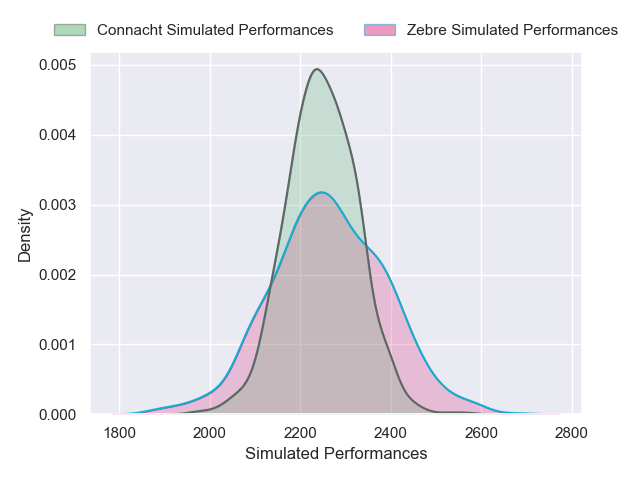 Connacht Simulated Performances Zebre Simulated Performances
0.005
0.004
0.003
0.002
0.001
0.000
Density
1800 2000 2200 2400 2600 2800
Simulated Performances